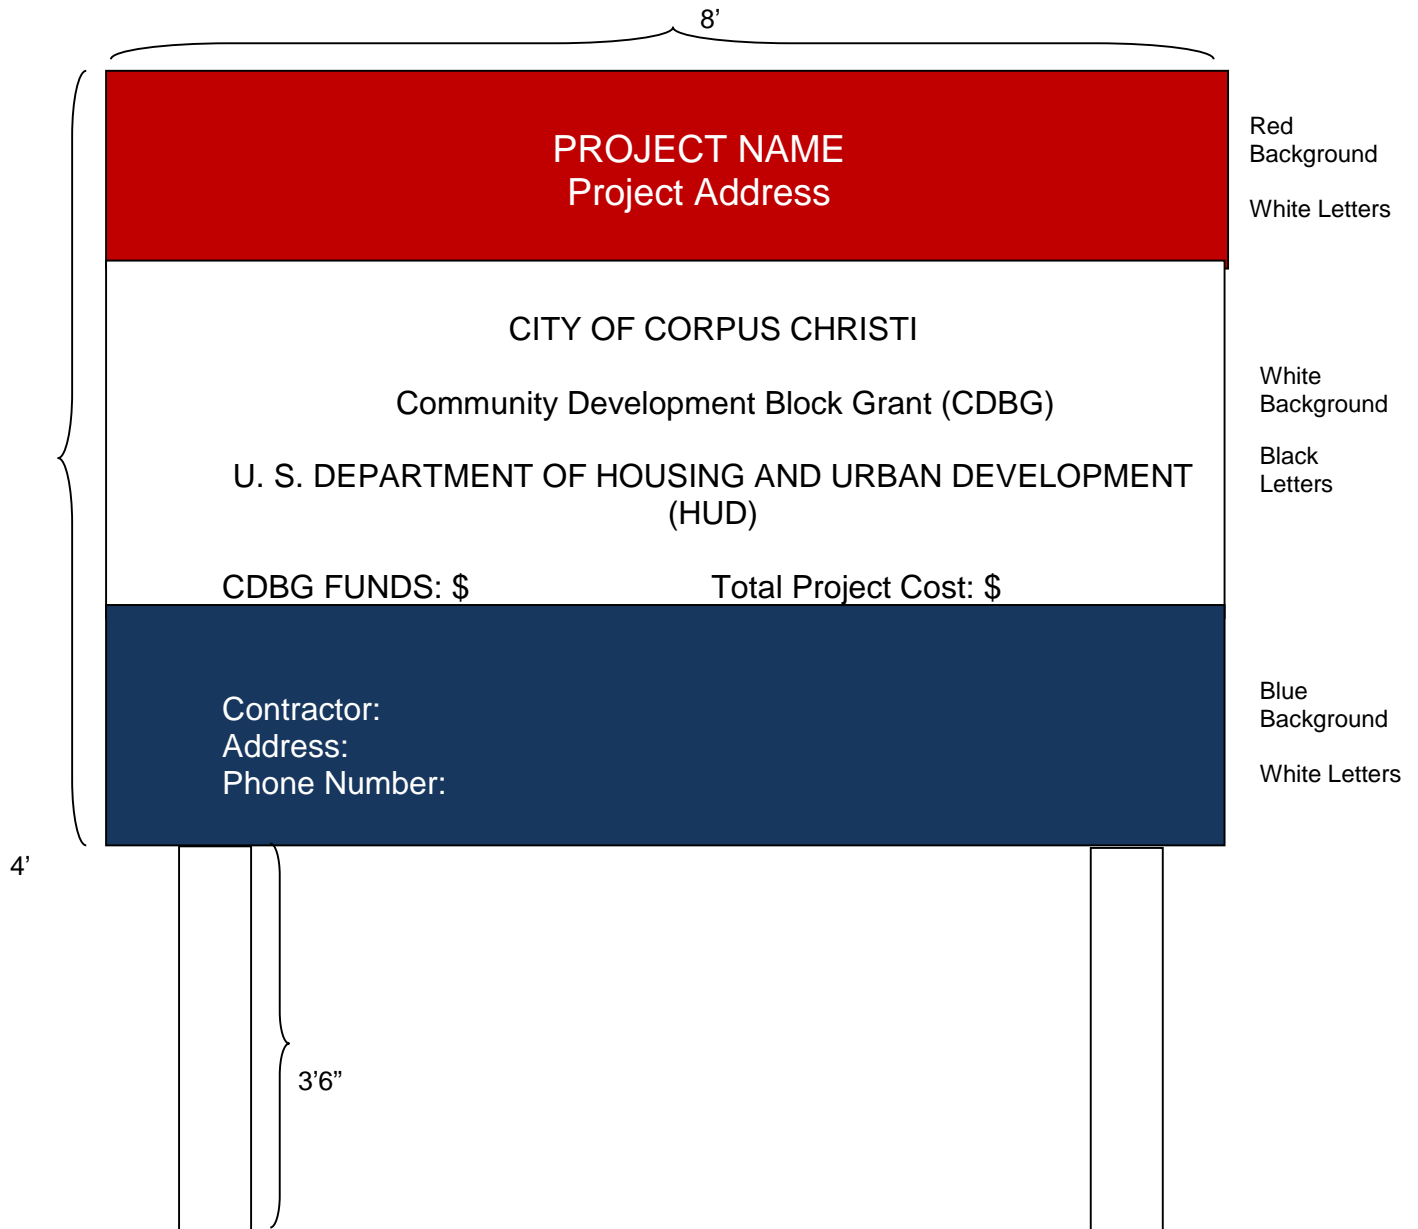 8’
PROJECT NAME
Project Address
Red
Background
White Letters
CITY OF CORPUS CHRISTI
Community Development Block Grant (CDBG)
U. S. DEPARTMENT OF HOUSING AND URBAN DEVELOPMENT
(HUD)
White
Background
Black
Letters
CDBG FUNDS: $ Total Project Cost: $
Contractor:
Address:
Phone Number:
Blue
Background
White Letters
4’
3’6”